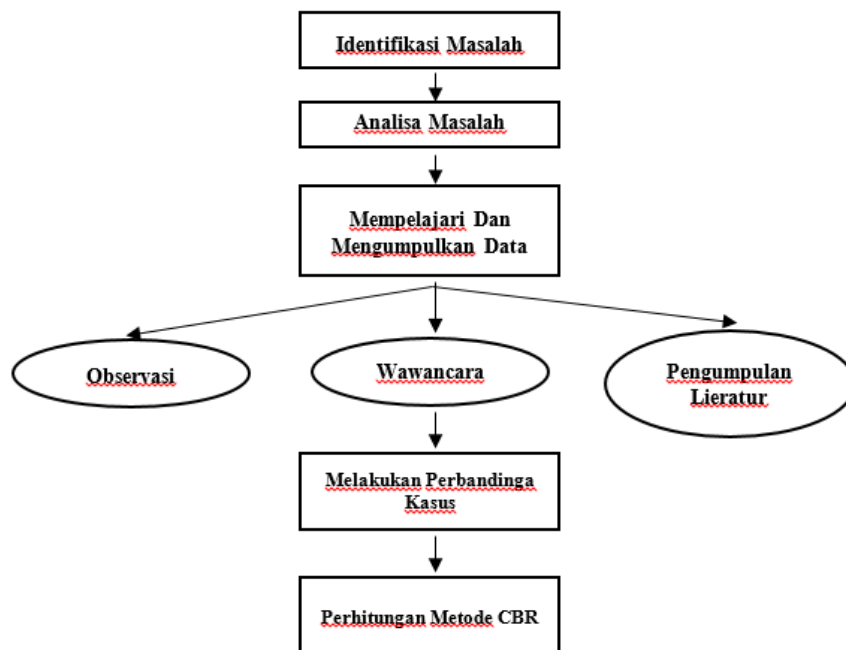 Identifikasi Masalah
Analisa Masalah
Mempelajari Dan
Mengumpulkan Data
Observasi
Wawancara
Pengumpulan
Lieratur
Melakukan Perbandinga
Kasus
Perhitungan Metode CBR